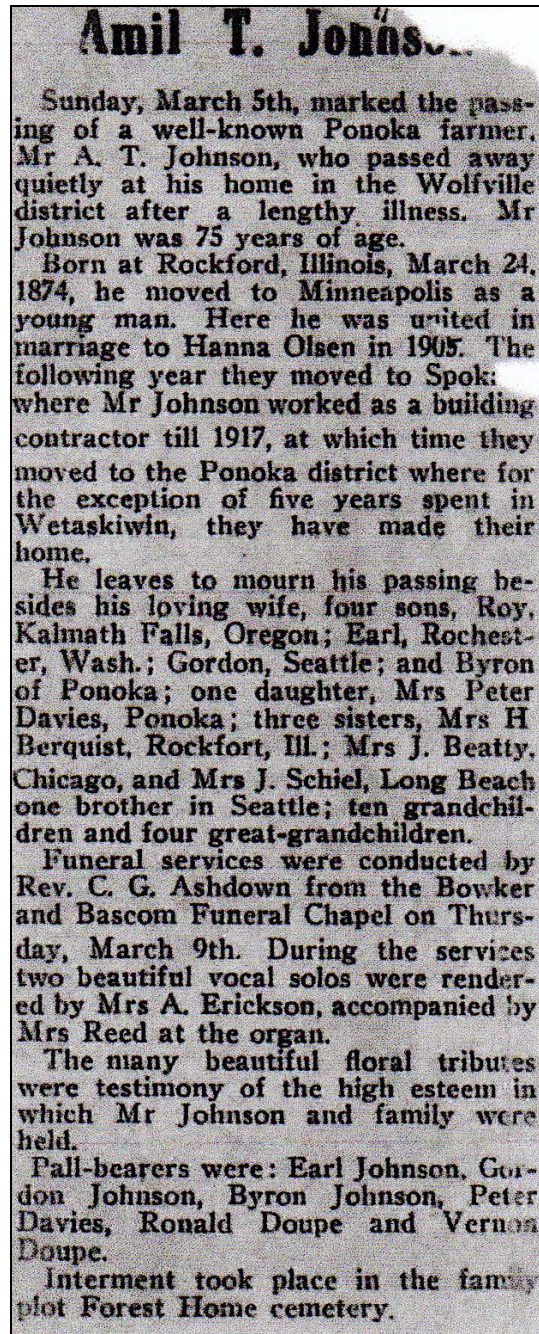 Amil T. Johnson
Sunday, March 5th, marked the pass-
ing of a well-known Ponoka farmer,
Mr A. T. Johnson, who passed away
quietly at his home in the Wolfville
district after a lengthy illness. Mr
Johnson was 75 years of age.
Born at Rockford, Illinois, March 24,
1874, he moved to Minneapolis as a
young man. Here he was united in
marriage to Hanna Olsen in 1905. The
following year they moved to
where Mr Johnson worked as a building
contractor till 1917, at which time they
moved to the Ponoka district where for
the exception of five years spent in
Wetaskiwin, they have made their
home.
He leaves to mourn his passing be-
sides his loving wife, four sons, Roy,
Kalmath Falls, Oregon; Earl, Rochest-
er, Wash.; Gordon, Seattle; and Byron
of Ponoka; one daughter, Mrs Peter
Davies, Ponoka; three sisters, Mrs H
Berquist, Rockfort, Ill.; Mrs J. Beatty,
Chicago, and Mrs J. Schiel, Long Beach
one brother in Seattle; ten grandchil-
dren and four great-grandchildren.
Funeral services were conducted by
Rev. C. G. Ashdown from the Bowker
and Bascom Funeral Chapel on Thurs-
day, March 9th. During the services
two beautiful vocal solos were render-
ed by Mrs A. Erickson, accompanied by
Mrs Reed at the organ.
The many beautiful floral tributes
were testimony of the high esteem in
which Mr Johnson and family were
held.
Pall-bearers were: Earl Johnson, Gor-
don Johnson, Byron Johnson, Peter
Davies, Ronald Doupe and Vernon
Doupe.
Interment took place in the family
plot Forest Home cemetery.